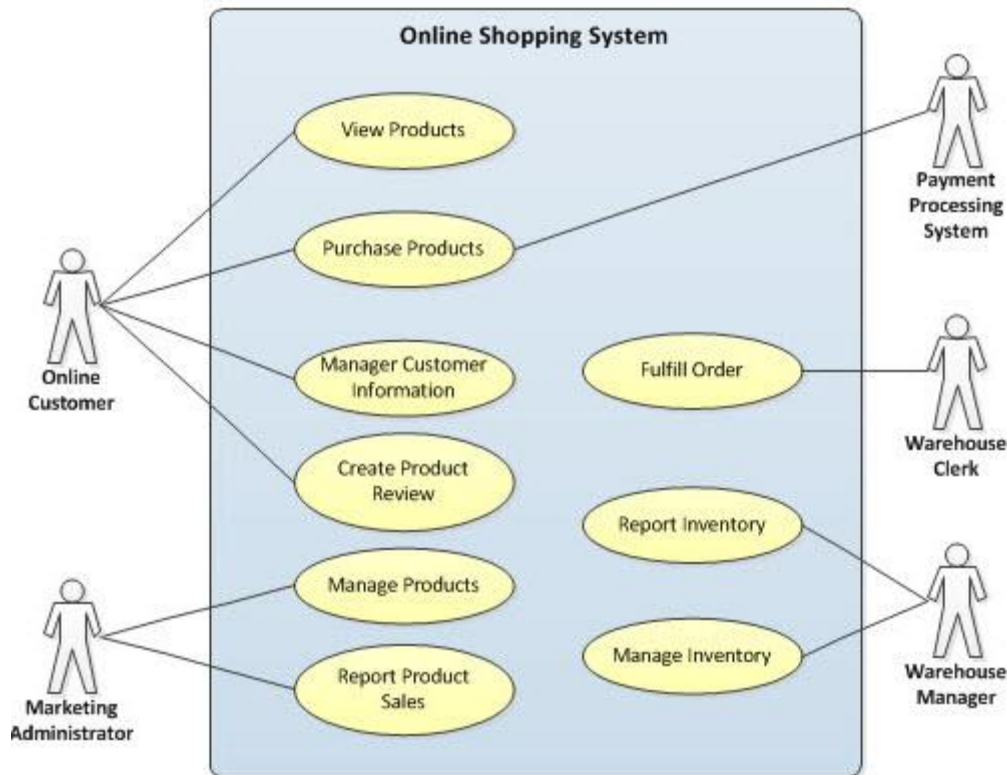 Online Shopping System
View Products
Purchase Products
Manager Customer
Information
Create Product
Review
Manage Products
Report Product
Sales
Fulfill Order
Report Inventory
Manage Inventory
Online
Customer
Marketing
Administrator
Payment
Processing
System
Warehouse
Clerk
Warehouse
Manager